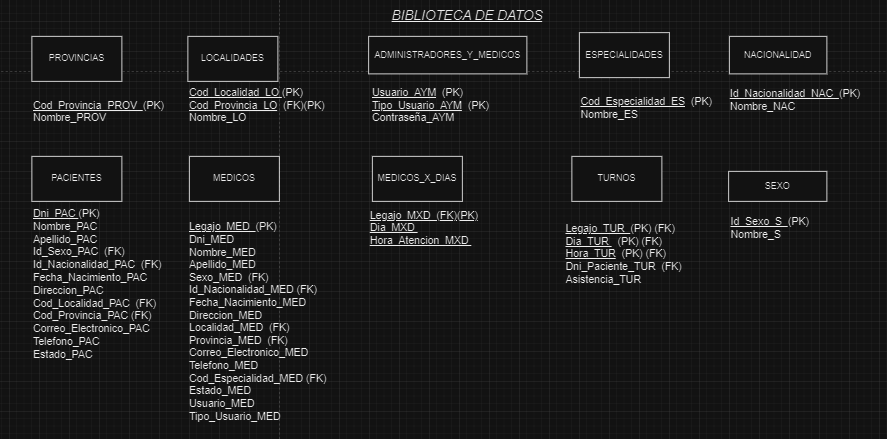 BIBLIOTECA DE DATOS
PROVINCIAS
Cod_Provincia_PROV (PK)
Nombre_PROV
LOCALIDADES
Cod_Localidad_LO (PK)
Cod_Provincia_LO (FK)(PK)
Nombre_LO
ADMINISTRADORES_Y_MEDICOS
Usuario_AYM (PK)
Tipo_Usuario_AYM (PK)
Contraseña_AYM
ESPECIALIDADES
Cod_Especialidad_ES (PK)
Nombre_ES
NACIONALIDAD
Id_Nacionalidad_NAC (PK)
Nombre_NAC
PACIENTES
Dni_PAC (PK)
Nombre_PAC
Apellido_PAC
Id_Sexo_PAC (FK)
Id_Nacionalidad_PAC (FK)
Fecha_Nacimiento_PAC
Direccion_PAC
Cod_Localidad_PAC (FK)
Cod_Provincia_PAC (FK)
Correo_Electronico_PAC
Telefono_PAC
Estado_PAC
MEDICOS
Legajo_MED (PK)
Dni_MED
Nombre_MED
Apellido_MED
Sexo_MED (FK)
Id_Nacionalidad_MED (FK)
Fecha_Nacimiento_MED
Direccion_MED
Localidad_MED (FK)
Provincia_MED (FK)
Correo_Electronico_MED
Telefono_MED
Cod_Especialidad_MED (FK)
Estado_MED
Usuario_MED
Tipo_Usuario_MED
MEDICOS_X_DIAS
Legajo_MXD (FK)(PK)
Dia_MXD
Hora_Atencion_MXD
TURNOS
Legajo_TUR (PK) (FK)
Dia_TUR (PK) (FK)
Hora_TUR (PK) (FK)
Dni_Paciente_TUR (FK)
Asistencia_TUR
SEXO
Id_Sexo_S (PK)
Nombre_S